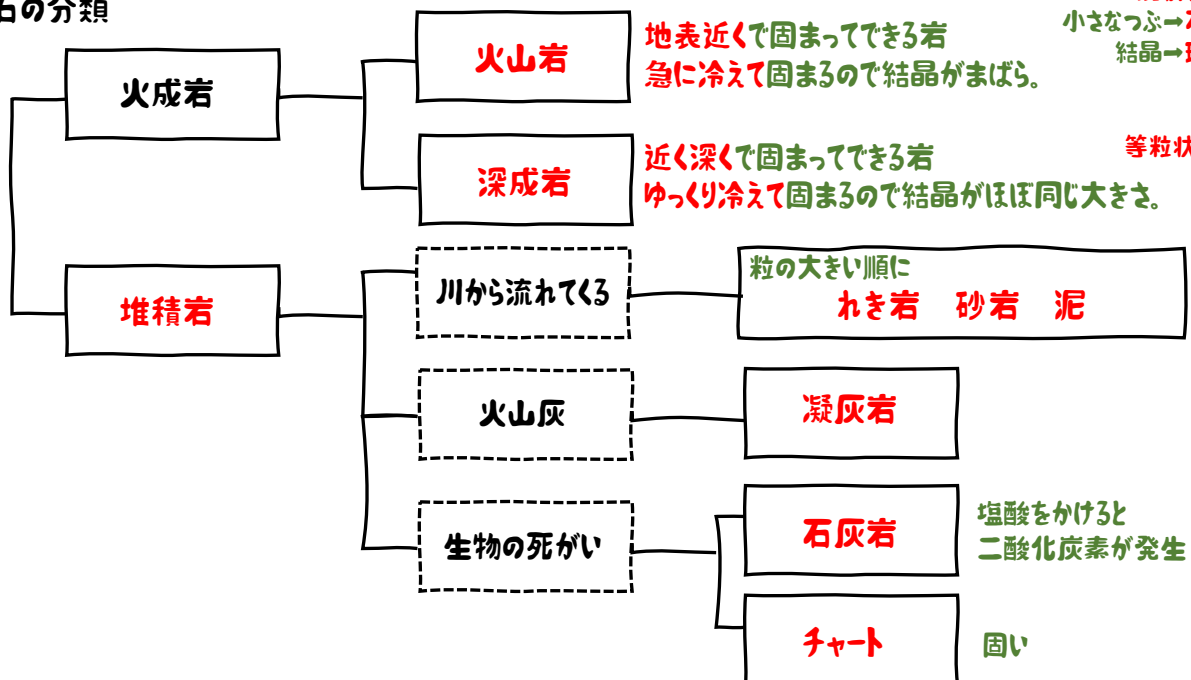 石の分類
火成岩
火山岩
地表近くで固まってできる岩
急に冷えて固まるので結晶がまばら。
小さなつぶ→
結晶→
深成岩
近く深くで固まってできる岩
ゆっくり冷えて固まるので結晶がほぼ同じ大きさ。
等粒状
堆積岩
川から流れてくる
粒の大きい順に
れき岩 砂岩 泥
火山灰
凝灰岩
生物の死がい
石灰岩
塩酸をかけると
二酸化炭素が発生
チャート
固い